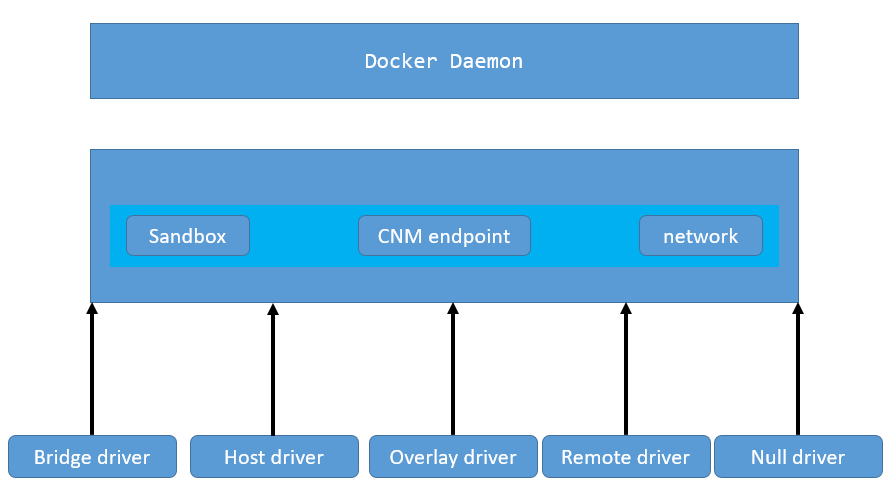 Docker Daemon
Sandbox
CNM endpoint
network
Bridge driver
Host driver
Overlay driver
Remote driver
Null driver